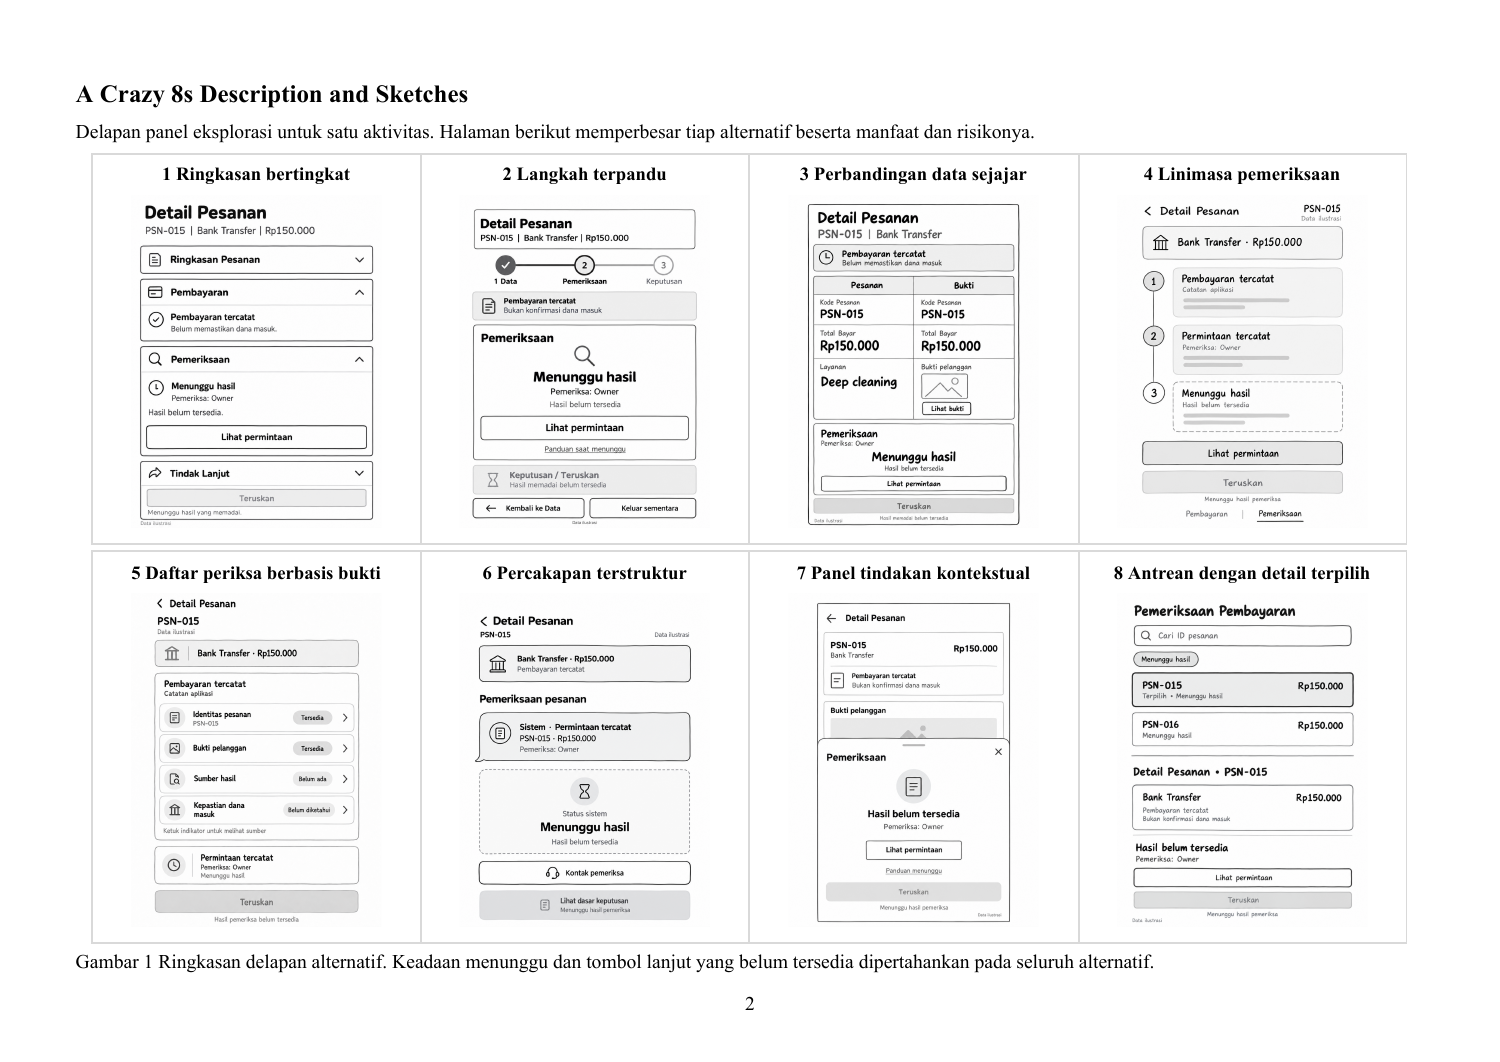 A Crazy 8s Description and Sketches
Delapan panel eksplorasi untuk satu aktivitas. Halaman berikut memperbesar tiap alternatif beserta manfaat dan risikonya.
1 Ringkasan bertingkat
Detail Pesanan
PSN-015 | Bank Transfer | Rp150.000
Ringkasan Pesanan
Pembayaran
Pembayaran tercatat
Belum memastikan dana masuk.
Pemeriksaan
Menunggu hasil
Pemeriksa: Owner
Hasil belum tersedia.
Lihat permintaan
Tindak Lanjut
Teruskan
Menunggu hasil yang memadai.
Data ilustrasi
2 Langkah terpandu
Detail Pesanan
PSN-015 | Bank Transfer | Rp150.000
2 3
1 Data Pemeriksaan Keputusan
Pembayaran tercatat
Bukan konfirmasi dana masuk
Pemeriksaan
Menunggu hasil
Pemeriksa: Owner
Hasil belum tersedia
Lihat permintaan
Panduan saat menunggu
Keputusan / Teruskan
Hasil memadai belum tersedia
Kembali ke Data Keluar sementara
Data ilustrasi
3 Perbandingan data sejajar
Detail Pesanan
PSN-015 | Bank Transfer
Pembayaran tercatat
Belum memastikan dana masuk
Pesanan Bukti
Kode Pesanan Kode Pesanan
PSN-015 PSN-015
Total Bayar Total Bayar
Rp150.000 Rp150.000
Layanan Bukti pelanggan
Deep cleaning
Lihat bukti
Pemeriksaan
Pemeriksa: Owner
Menunggu hasil
Hasil belum tersedia
Lihat permintaan
Teruskan
Data ilustrasi Hasil memadai belum tersedia
4 Linimasa pemeriksaan
Detail Pesanan PSN-015
Data ilustrasi
Bank Transfer · Rp150.000
1 Pembayaran tercatat
Catatan aplikasi
2 Permintaan tercatat
Pemeriksa: Owner
3 Menunggu hasil
Hasil belum tersedia
Lihat permintaan
Teruskan
Menunggu hasil pemeriksa
Pembayaran | Pemeriksaan
5 Daftar periksa berbasis bukti
Detail Pesanan
PSN-015
Data ilustrasi
Bank Transfer · Rp150.000
Pembayaran tercatat
Catatan aplikasi
Identitas pesanan Tersedia
PSN-015
Bukti pelanggan Tersedia
Sumber hasil Belum ada
Kepastian dana masuk Belum diketahui
Ketuk indikator untuk melihat sumber
Permintaan tercatat
Pemeriksa: Owner
Menunggu hasil
Teruskan
Hasil pemeriksa belum tersedia
6 Percakapan terstruktur
Detail Pesanan
PSN-015 Data ilustrasi
Bank Transfer · Rp150.000
Pembayaran tercatat
Pemeriksaan pesanan
Sistem · Permintaan tercatat
PSN-015 · Rp150.000
Pemeriksa: Owner
Status sistem
Menunggu hasil
Hasil belum tersedia
Kontak pemeriksa
Lihat dasar keputusan
Menunggu hasil pemeriksa
7 Panel tindakan kontekstual
Detail Pesanan
PSN-015 Rp150.000
Bank Transfer
Pembayaran tercatat
Bukan konfirmasi dana masuk
Bukti pelanggan
Pemeriksaan
Hasil belum tersedia
Pemeriksa: Owner
Lihat permintaan
Panduan menunggu
Teruskan
Menunggu hasil pemeriksa
Data ilustrasi
8 Antrean dengan detail terpilih
Pemeriksaan Pembayaran
Cari ID pesanan
Menunggu hasil
PSN-015 Rp150.000
Terpilih • Menunggu hasil
PSN-016 Rp150.000
Menunggu hasil
Detail Pesanan • PSN-015
Bank Transfer Rp150.000
Pembayaran tercatat
Bukan konfirmasi dana masuk
Hasil belum tersedia
Pemeriksa: Owner
Lihat permintaan
Teruskan
Menunggu hasil pemeriksa
Data ilustrasi
Gambar 1 Ringkasan delapan alternatif. Keadaan menunggu dan tombol lanjut yang belum tersedia dipertahankan pada seluruh alternatif.
2